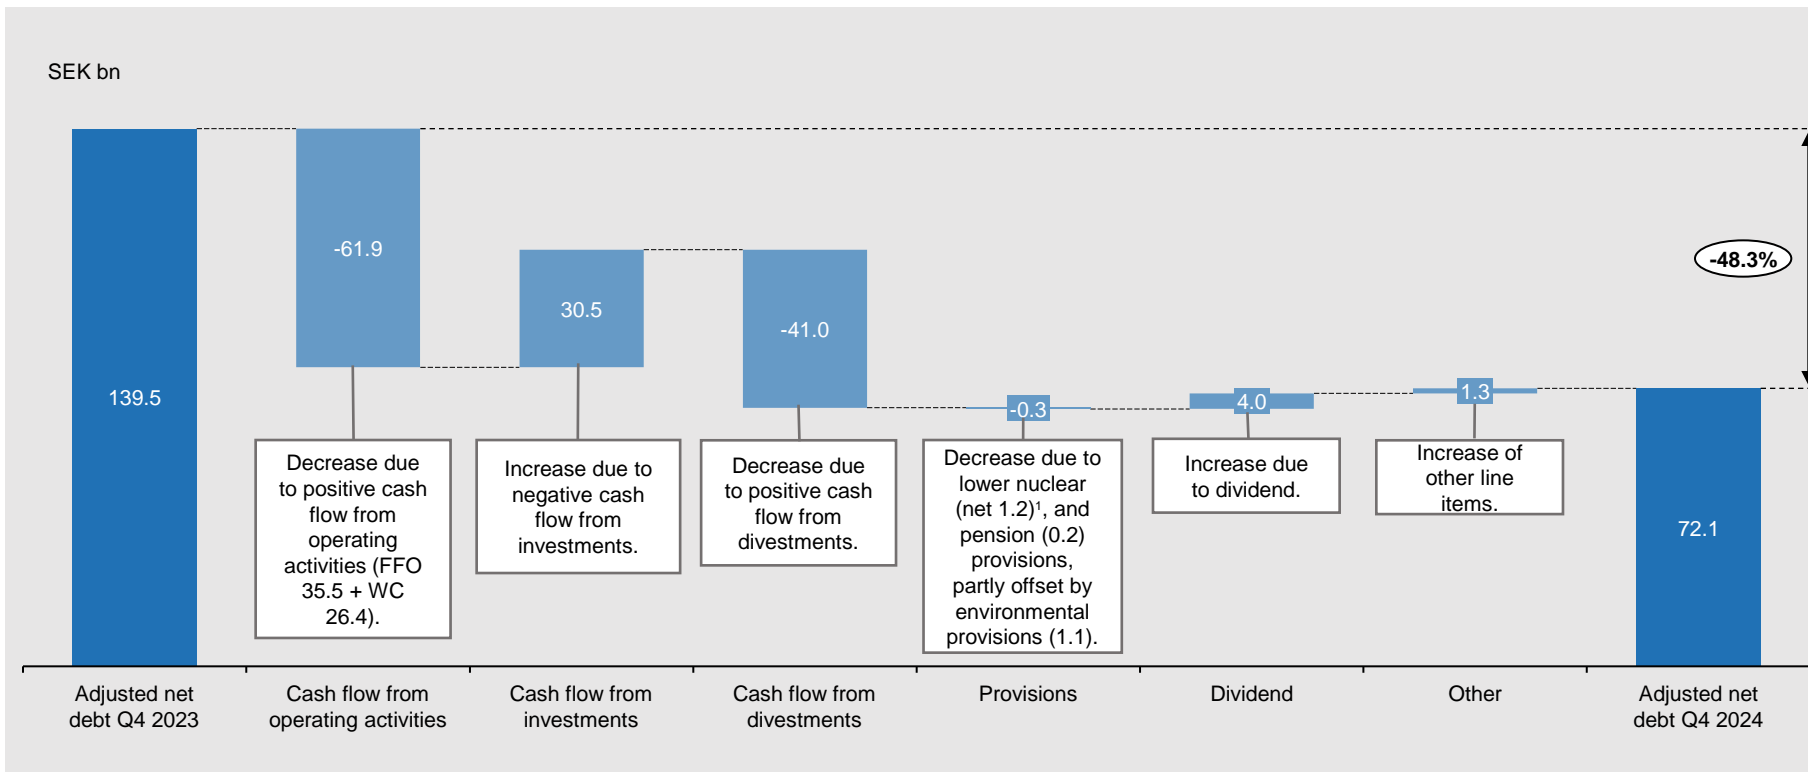 SEK bn
-61.9
30.5
-41.0
-48.3%
139.5
-0.3
4.0
1.3
72.1
Decrease due
to positive cash
flow from
operating
activities (FFO
35.5 + WC
26.4).
Increase due to
negative cash
flow from
investments.
Decrease due
to positive cash
flow from
divestments.
Decrease due to
lower nuclear
(net 1.2)¹, and
pension (0.2)
provisions,
partly offset by
environmental
provisions (1.1).
Increase due
to dividend.
Increase of
other line
items.
Adjusted net
debt Q4 2023
Cash flow from
operating activities
Cash flow from
investments
Cash flow from
divestments
Provisions
Dividend
Other
Adjusted net
debt Q4 2024